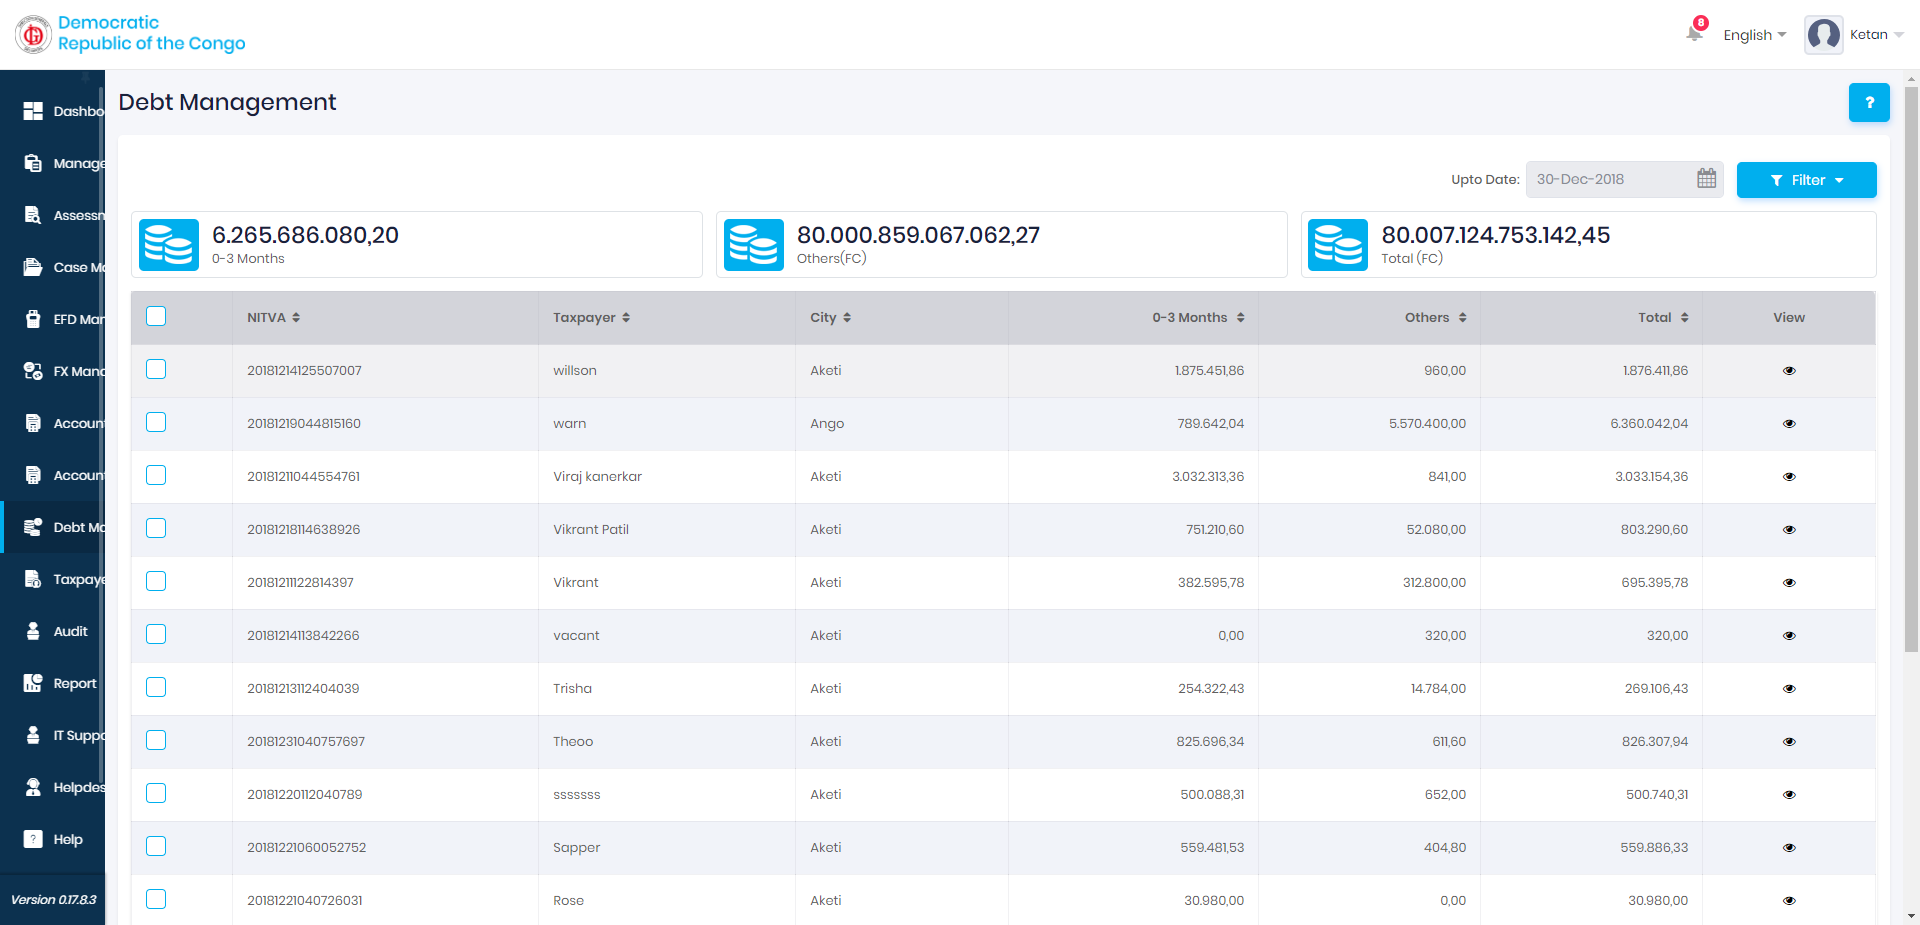 Democratic
Republic of the Congo
8
English
Ketan
Debt Management
?
Upto Date: 30-Dec-2018 Filter
6.265.686.080,20
0-3 Months
80.000.859.067.062,27
Others(FC)
80.007.124.753.142,45
Total (FC)
Dashbo
Manage
Assessn
Case Mo
EFD Mar
FX Mano
Account
Account
Debt Mo
Taxpaye
Audit
Report
IT Suppo
Helpdes
? Help
Version 0.17.8.3
NITVA Taxpayer City 0-3 Months Others Total View
20181214125507007 willson Aketi 1.875.451,86 960,00 1.876.411,86
20181219044815160 warn Ango 789.642,04 5.570.400,00 6.360.042,04
20181211044554761 Viraj kanerkar Aketi 3.032.313,36 841,00 3.033.154,36
20181218114638926 Vikrant Patil Aketi 751.210,60 52.080,00 803.290,60
20181211122814397 Vikrant Aketi 382.595,78 312.800,00 695.395,78
20181214113842266 vacant Aketi 0,00 320,00 320,00
20181213112404039 Trisha Aketi 254.322,43 14.784,00 269.106,43
20181231040757697 Theoo Aketi 825.696,34 611,60 826.307,94
20181220112040789 sssssss Aketi 500.088,31 652,00 500.740,31
20181221060052752 Sapper Aketi 559.481,53 404,80 559.886,33
20181221040726031 Rose Aketi 30.980,00 0,00 30.980,00